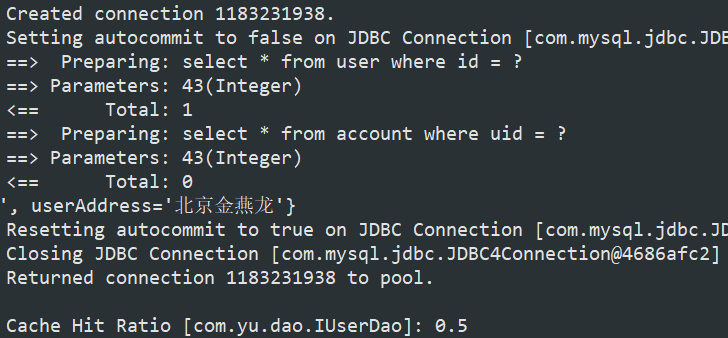 Created connection 1183231938.
Setting autocommit to false on JDBC Connection [com.mysql.jdbc.JDB
==>  Preparing: select * from user where id = ?
==> Parameters: 43(Integer)
<==      Total: 1
==>  Preparing: select * from account where uid = ?
==> Parameters: 43(Integer)
<==      Total: 0
', userAddress='北京金燕龙'}
Resetting autocommit to true on JDBC Connection [com.mysql.jdbc.JD
Closing JDBC Connection [com.mysql.jdbc.JDBC4Connection@4686afc2]
Returned connection 1183231938 to pool.
Cache Hit Ratio [com.yu.dao.IUserDao]: 0.5